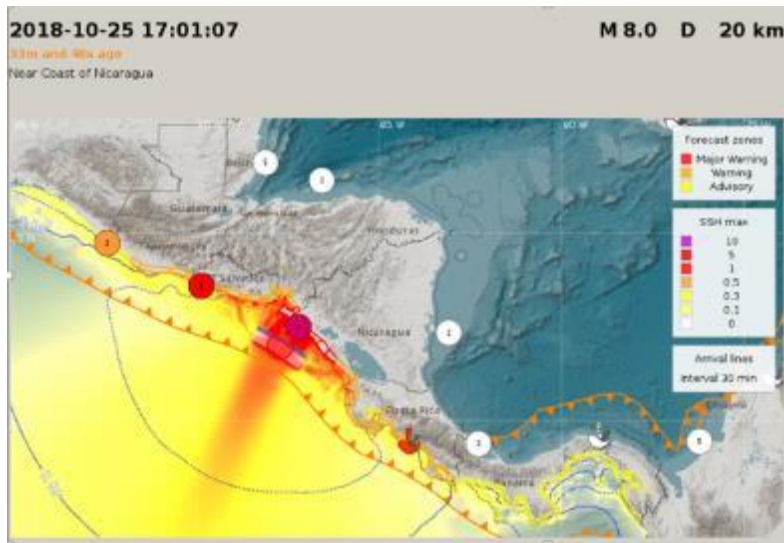 2018-10-25 17:01:07
M 8.0 D 20 km
Near Coast of Nicaragua
Forecast zones
Major Warning
Warning
Advisory
SSH max
10
5
1
0.5
0.3
0.1
0
Arrival lines
Interval 30 min
Guatemala
Honduras
Salvador
Nicaragua
Costa Rica
Panama